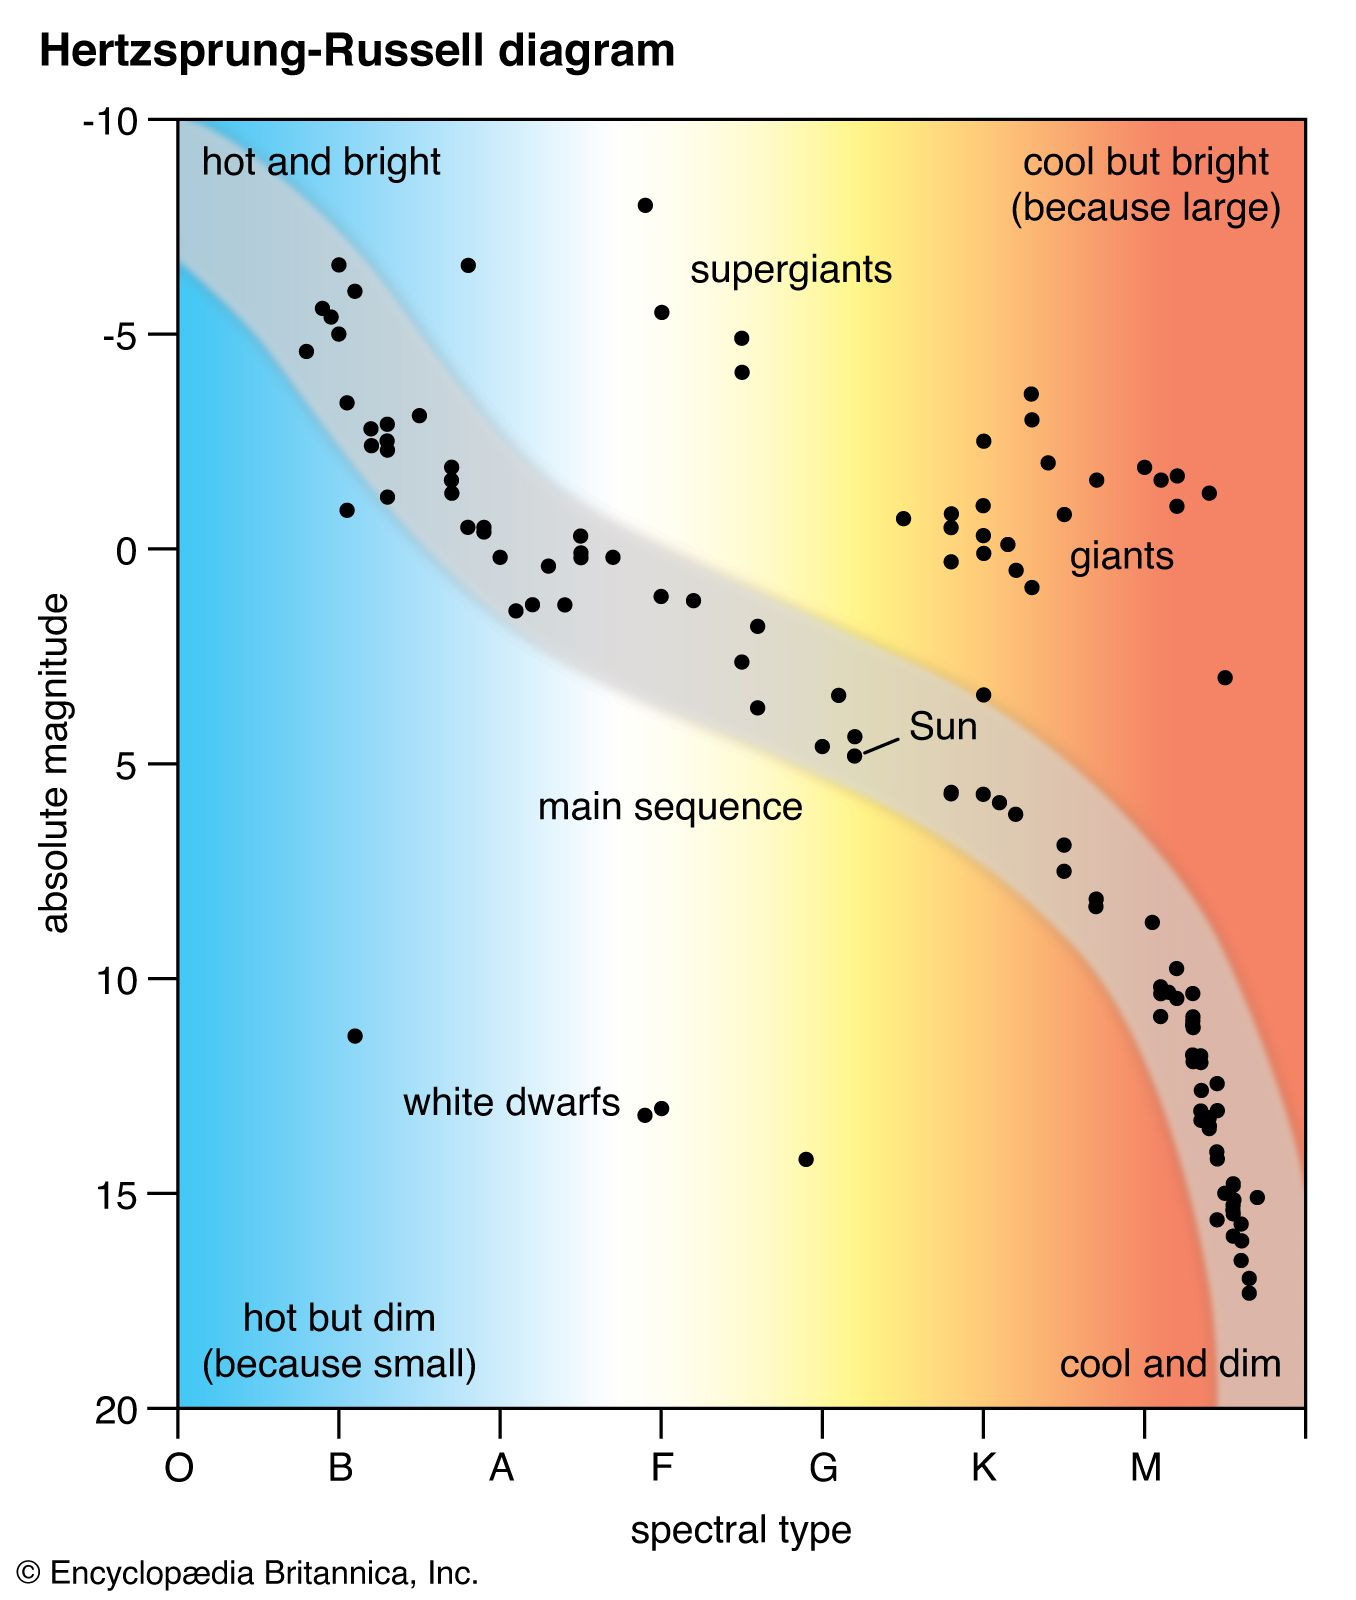 Hertzsprung-Russell diagram
-10
hot and bright
cool but bright
(because large)
supergiants
-5
0
giants
absolute magnitude
Sun
5
main sequence
10
white dwarfs
15
hot but dim
(because small)
cool and dim
20
O B A F G K M
spectral type
© Encyclopædia Britannica, Inc.